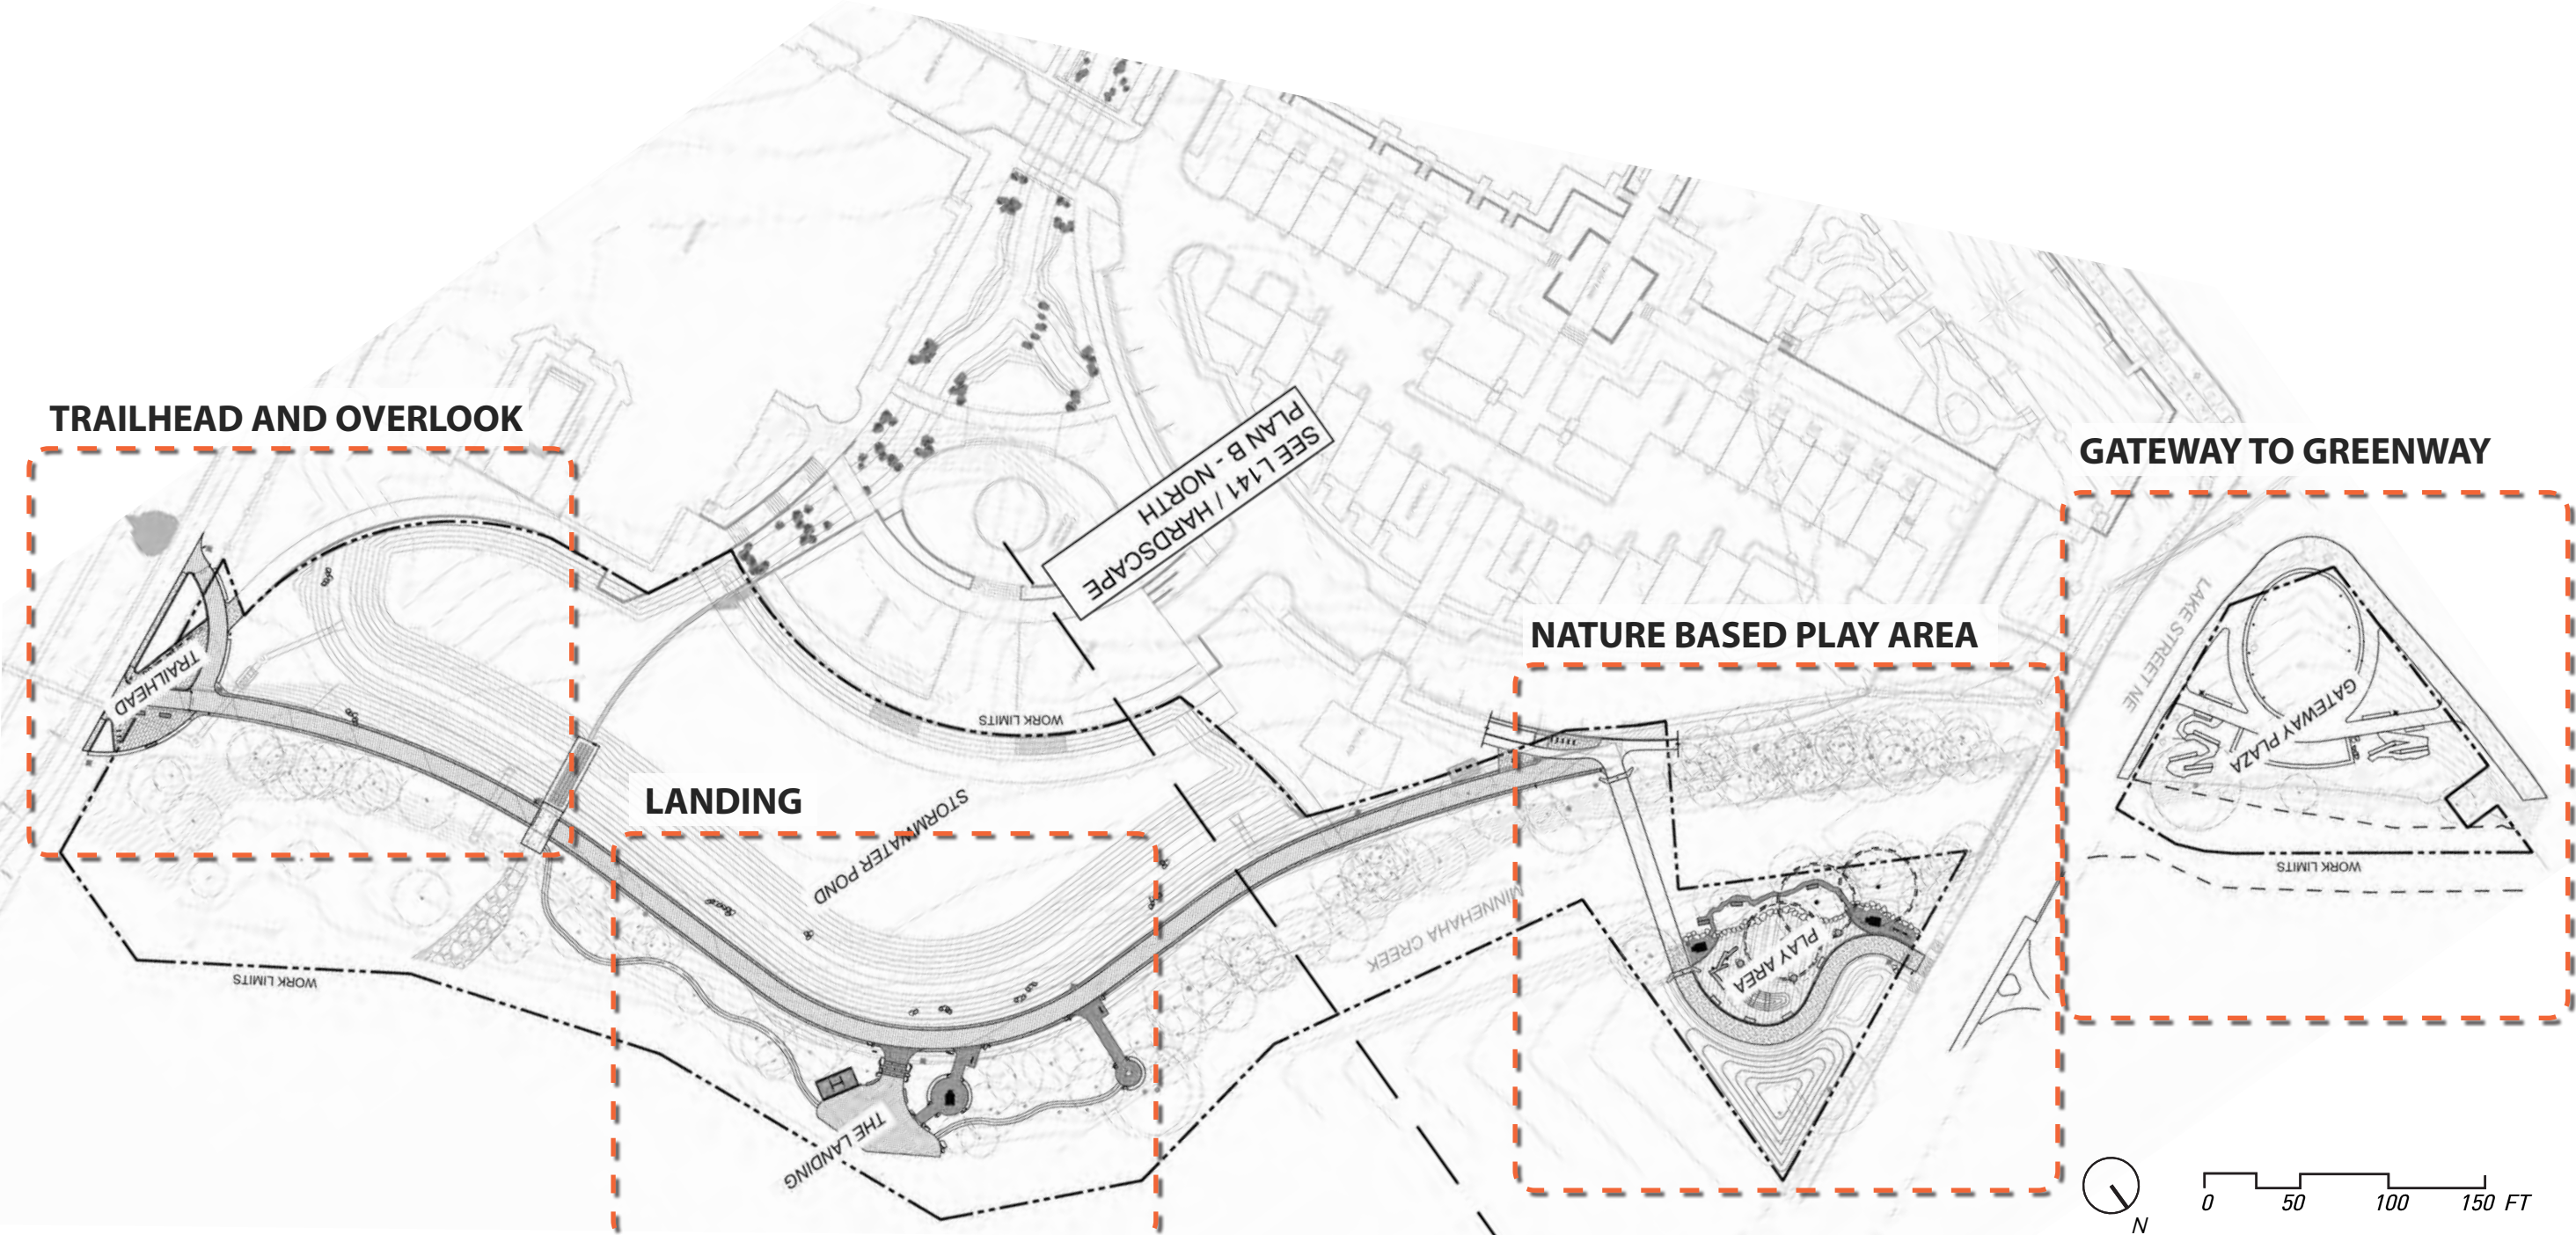 TRAILHEAD AND OVERLOOK
GATEWAY TO GREENWAY
SEE L141 / HARDSCAPE
PLAN B - NORTH
LAKE STREET NE
NATURE BASED PLAY AREA
TRAILHEAD
GATEWAY PLAZA
WORK LIMITS
LANDING
STORMWATER POND
WORK LIMITS
MINNEHAHA CREEK
PLAY AREA
WORK LIMITS
THE LANDING
N
0 50 100 150 FT